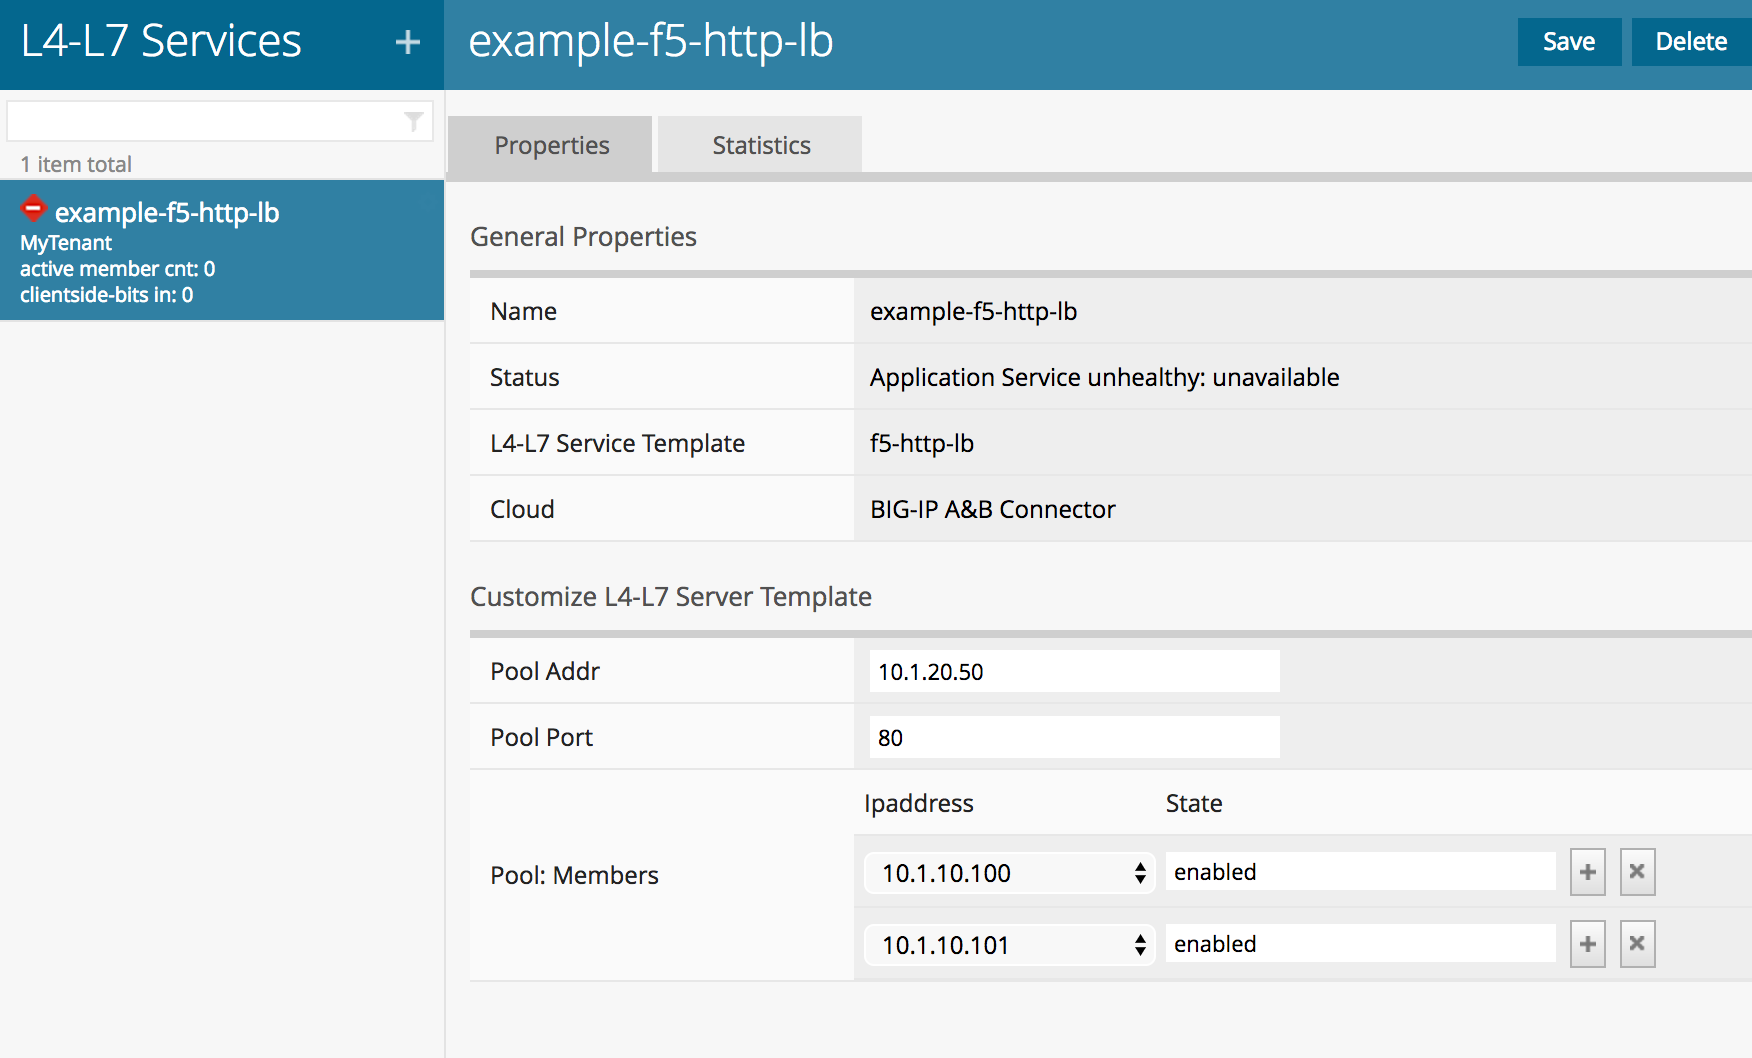 L4-L7 Services +
example-f5-http-lb
Save Delete
1 item total
example-f5-http-lb
MyTenant
active member cnt: 0
clientside-bits in: 0
Properties Statistics
General Properties
Name example-f5-http-lb
Status Application Service unhealthy: unavailable
L4-L7 Service Template f5-http-lb
Cloud BIG-IP A&B Connector
Customize L4-L7 Server Template
Pool Addr 10.1.20.50
Pool Port 80
Ipaddress State
Pool: Members
10.1.10.100 enabled + x
10.1.10.101 enabled + x